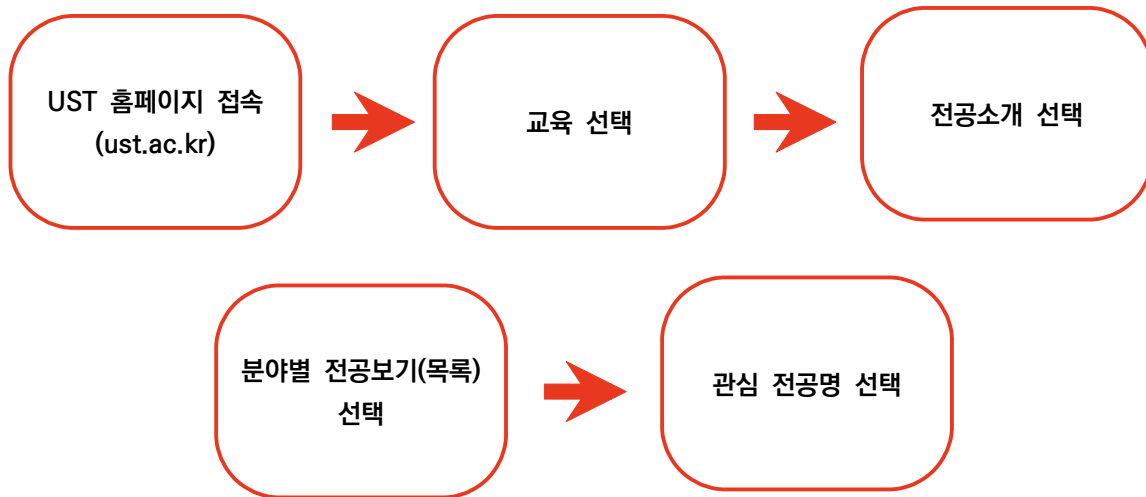 UST 홈페이지 접속
(ust.ac.kr)
교육 선택
전공소개 선택
분야별 전공보기(목록)
선택
관심 전공명 선택